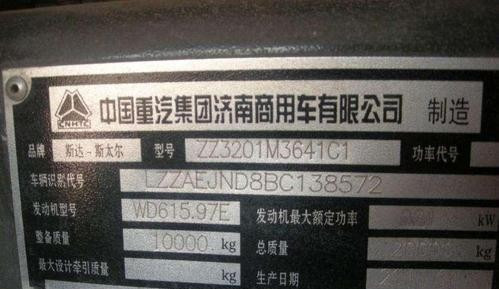 CNHTC 中国重汽集团济南商用车有限公司 制造
品牌 斯达-斯太尔 型号 ZZ3201M3641C1 功率代号
车辆识别代号 LZZAEJND8BC138572
发动机型号 WD615.97E 发动机最大额定功率 kW
整备质量 10000 kg 总质量
最大设计牵引质量 kg 生产日期